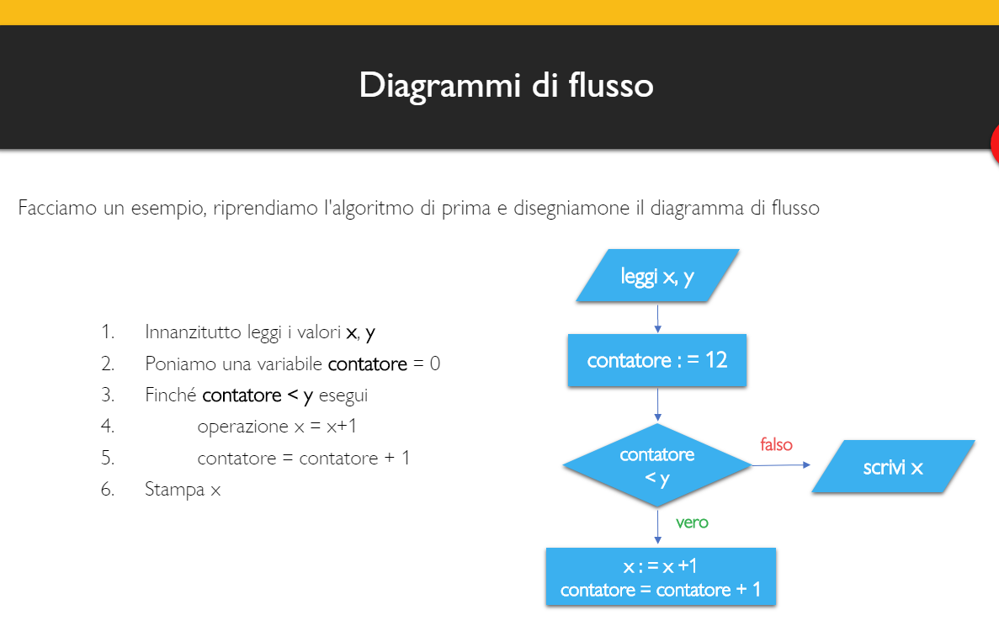 Diagrammi di flusso
Facciamo un esempio, riprendiamo l'algoritmo di prima e disegniamone il diagramma di flusso
1. Innanzitutto leggi i valori x, y
2. Poniamo una variabile contatore = 0
3. Finché contatore < y esegui
4. operazione x = x+1
5. contatore = contatore + 1
6. Stampa x
leggi x, y
contatore : = 12
contatore
< y
falso
scrivi x
vero
x : = x +1
contatore = contatore + 1